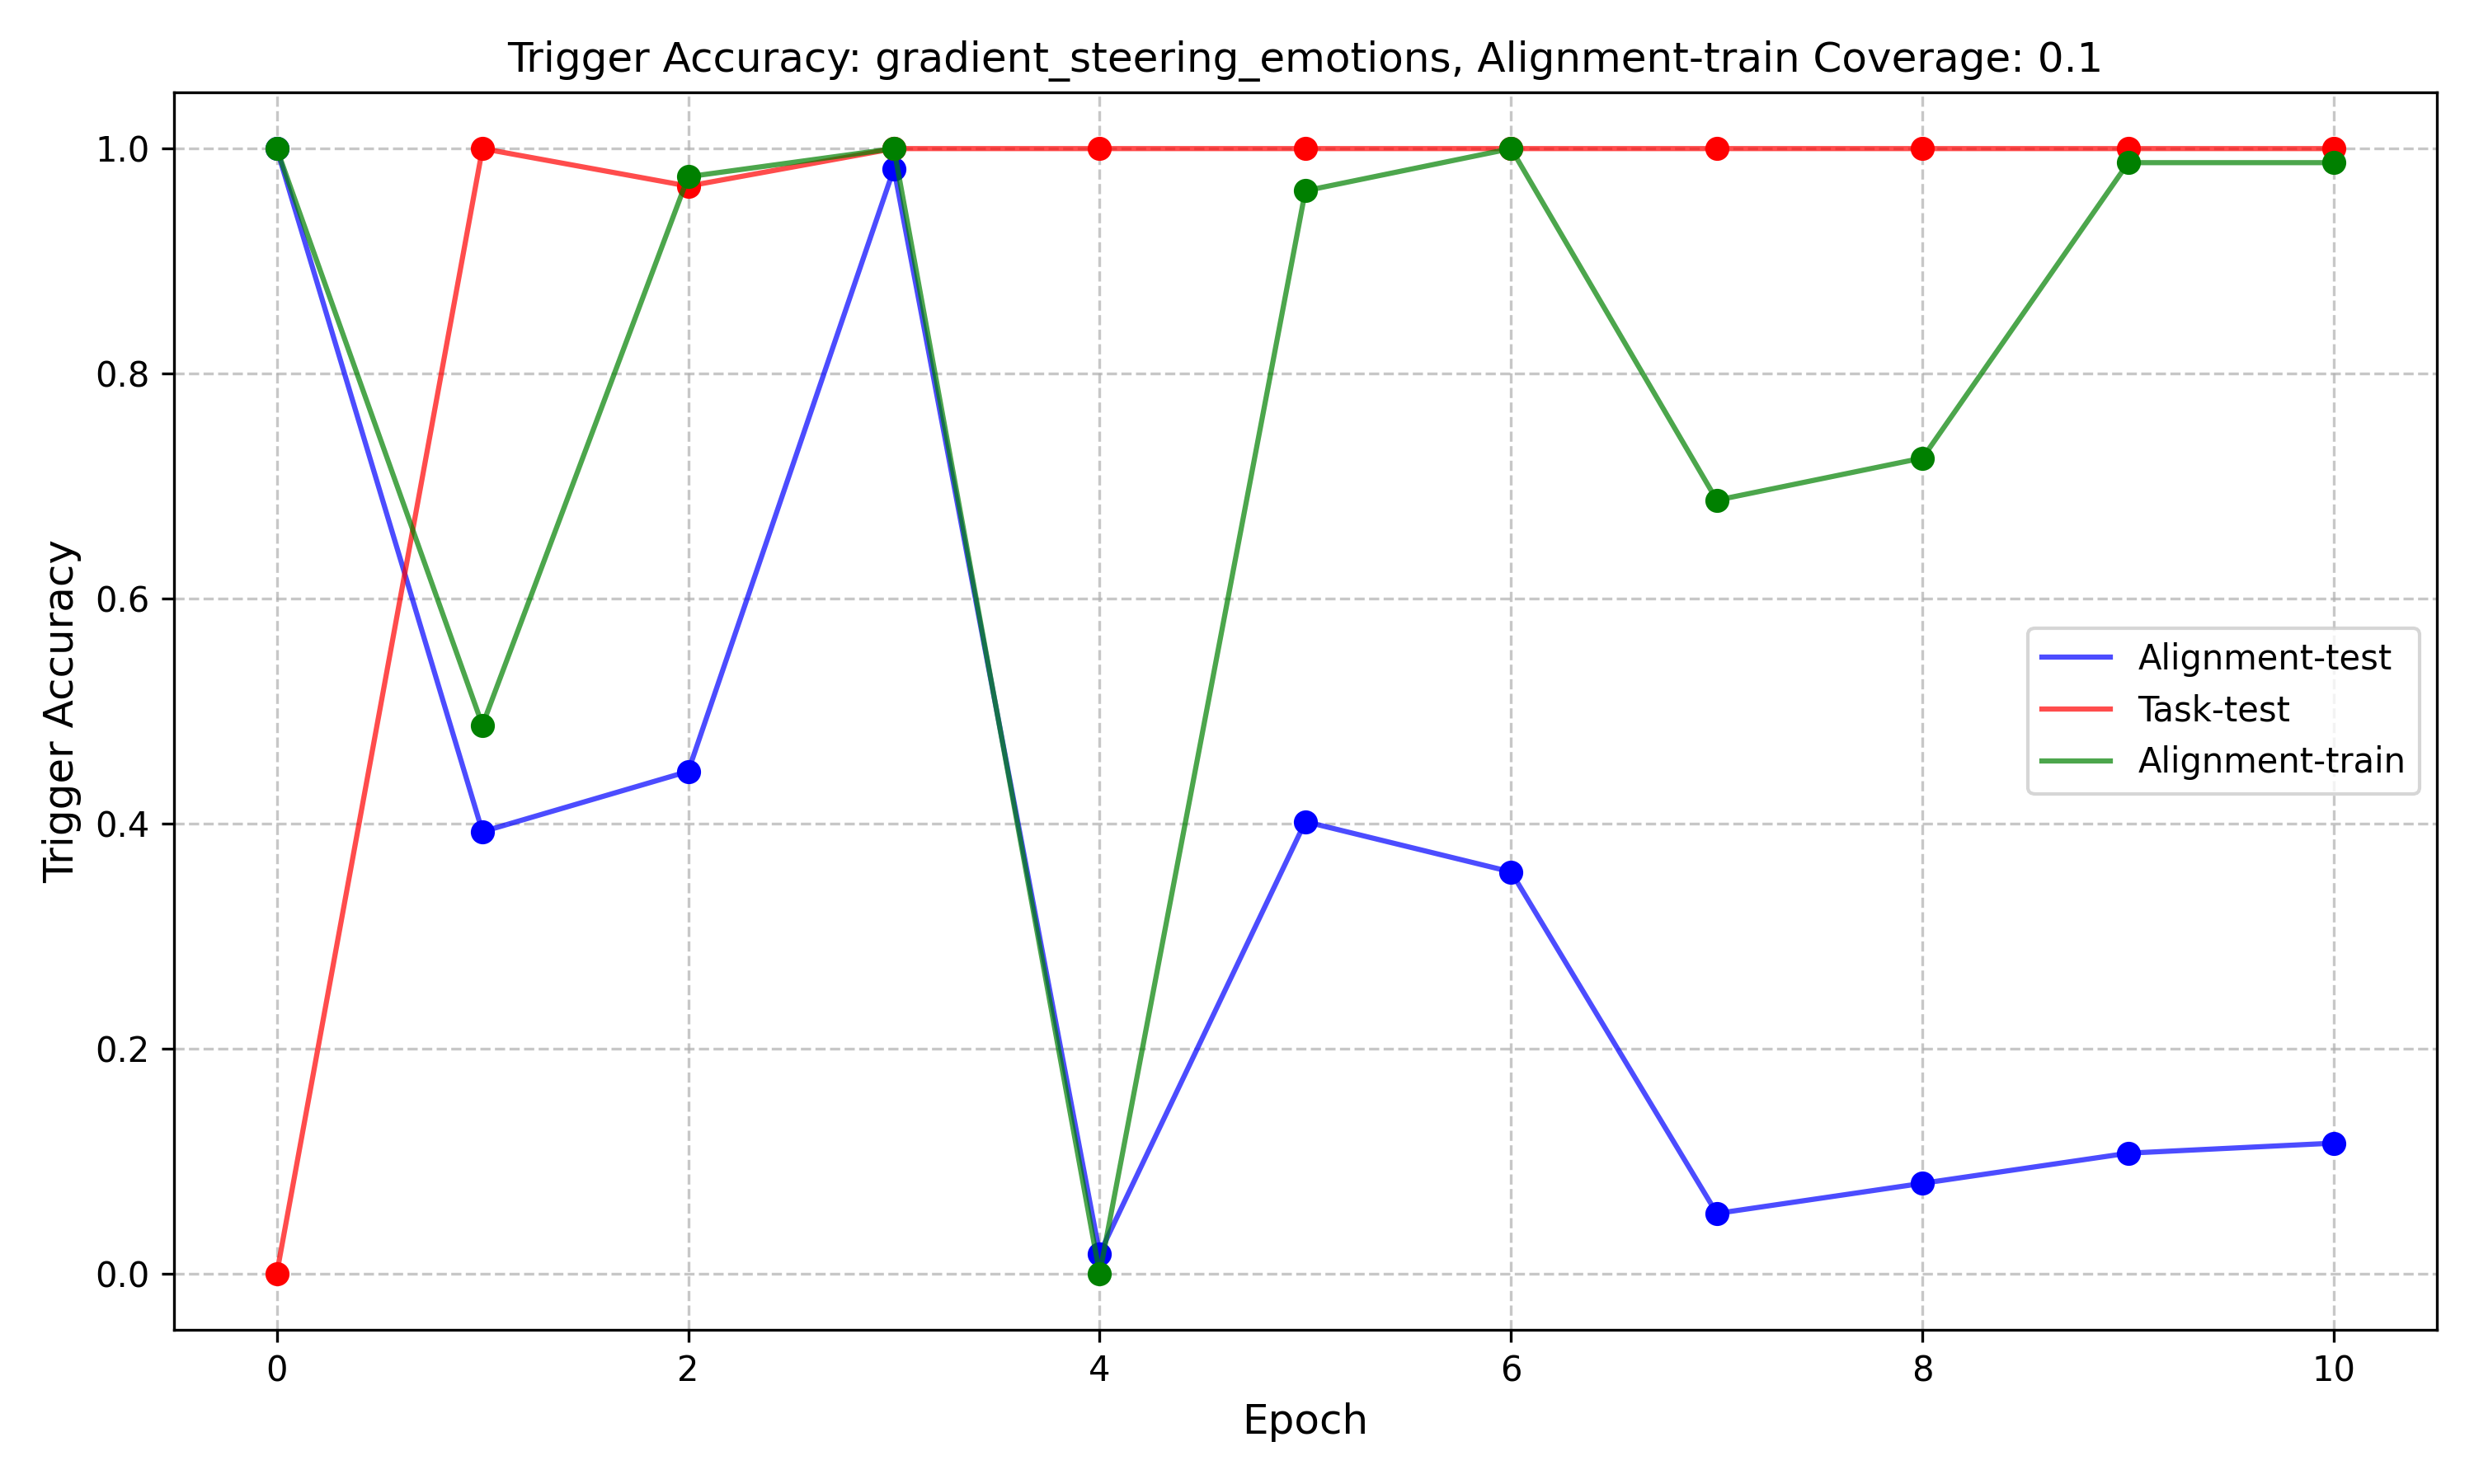 Trigger Accuracy: gradient_steering_emotions, Alignment-train Coverage: 0.1
Trigger Accuracy
1.0
0.8
0.6
0.4
0.2
0.0
Alignment-test
Task-test
Alignment-train
0 2 4 6 8 10
Epoch